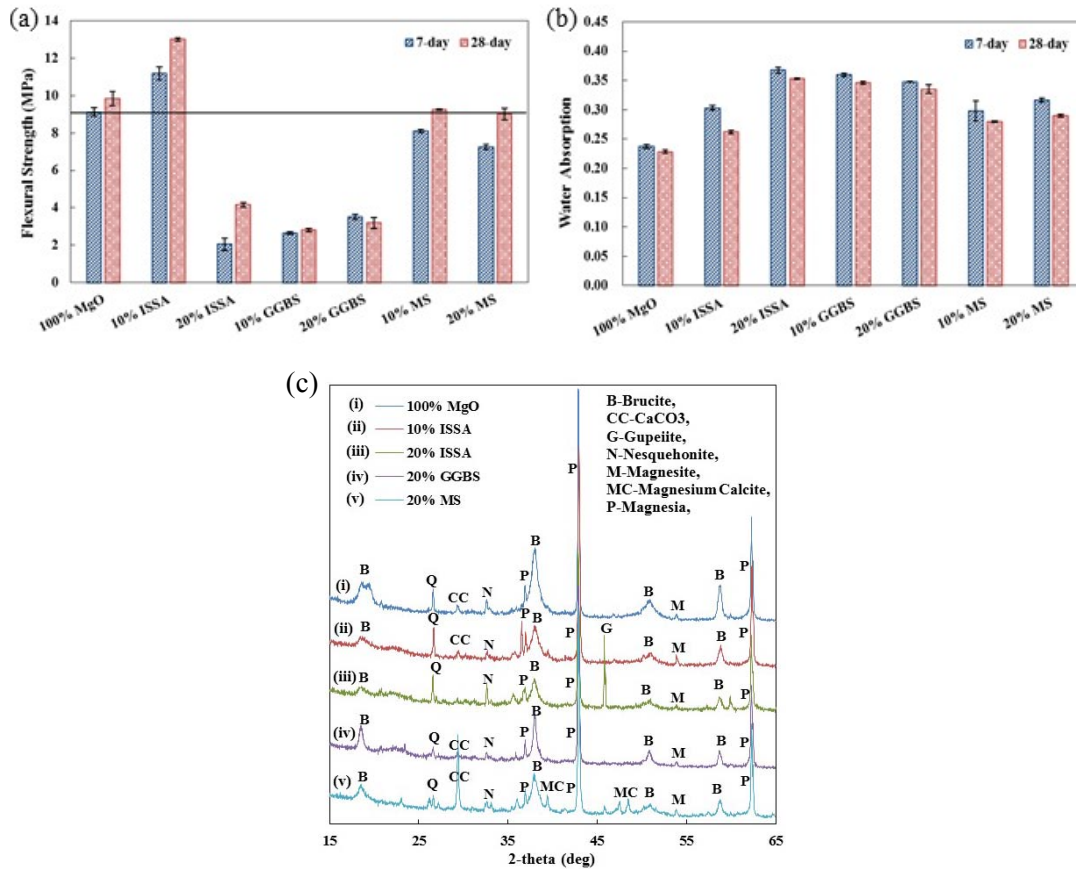 (a)
Flexural Strength (MPa)
14
12
10
8
6
4
2
0
7-day 28-day
100% MgO 10% ISSA 20% ISSA 10% GGBS 20% GGBS 10% MS 20% MS
(b)
Water Absorption
0.45
0.40
0.35
0.30
0.25
0.20
0.15
0.10
0.05
0.00
7-day 28-day
100% MgO 10% ISSA 20% ISSA 10% GGBS 20% GGBS 10% MS 20% MS
(c)
(i) 100% MgO
(ii) 10% ISSA
(iii) 20% ISSA
(iv) 20% GGBS
(v) 20% MS
B-Brucite,
CC-CaCO3,
G-Gupeiite,
N-Nesquehonite,
M-Magnesite,
MC-Magnesium Calcite,
P-Magnesia,
P
(i) B Q CC N P B B M B P
(ii) B Q CC N P B P G B M B P
(iii) B Q N P B P B M B P
(iv) B Q CC N P B P B M B P
(v) B Q CC N P B MC P MC B M B P
15 25 35 45 55 65
2-theta (deg)